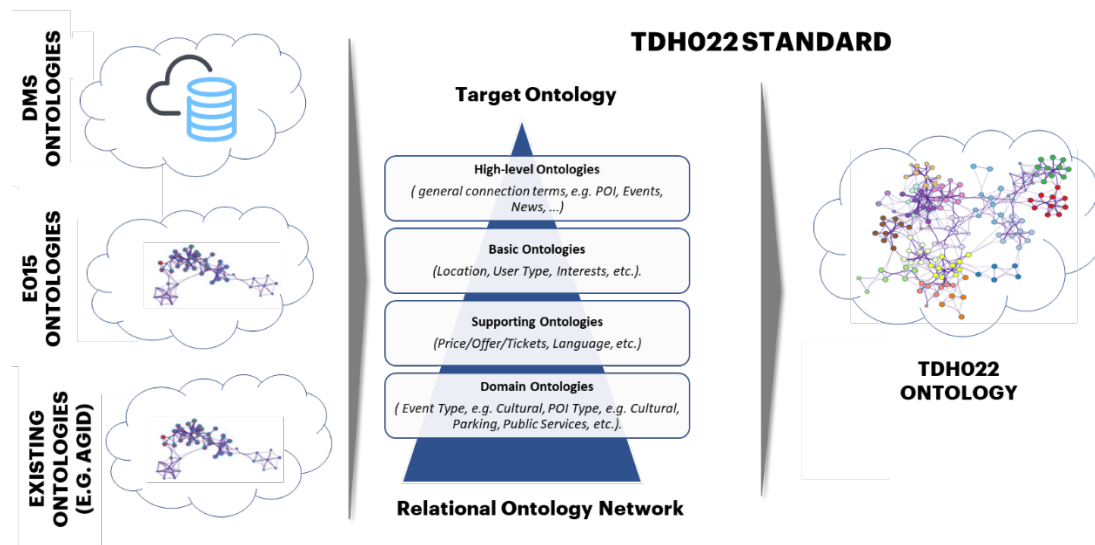 TDH022 STANDARD
DMS
ONTOLOGIES
E015
ONTOLOGIES
EXISTING
ONTOLOGIES
(E.G. AGID)
Target Ontology
High-level Ontologies
( general connection terms, e.g. POI, Events,
News, ...)
Basic Ontologies
(Location, User Type, Interests, etc.).
Supporting Ontologies
(Price/Offer/Tickets, Language, etc.)
Domain Ontologies
( Event Type, e.g. Cultural, POI Type, e.g. Cultural,
Parking, Public Services, etc.).
Relational Ontology Network
TDH022
ONTOLOGY